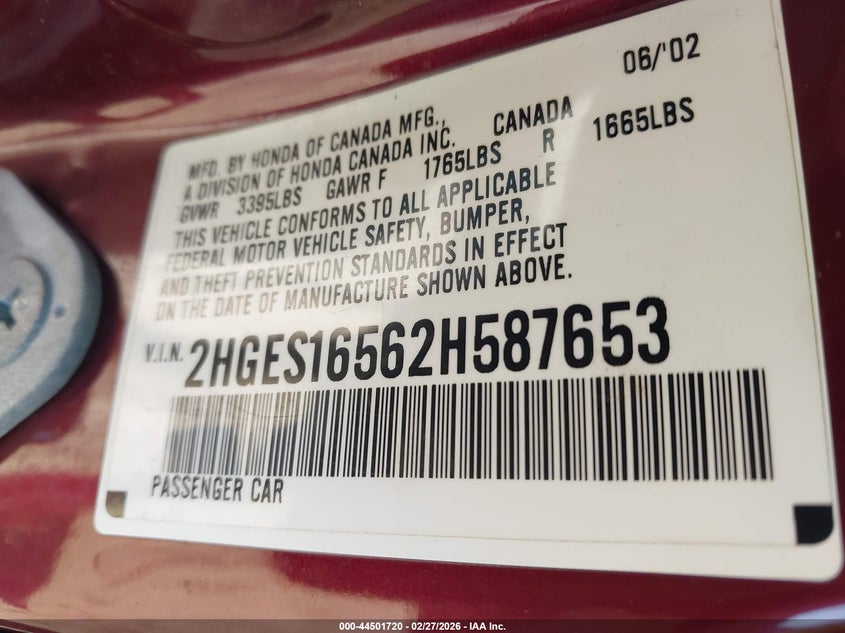 06/'02
MFD. BY HONDA OF CANADA MFG.,
A DIVISION OF HONDA CANADA INC. CANADA
GVWR 3395LBS GAWR F 1765LBS R 1665LBS
THIS VEHICLE CONFORMS TO ALL APPLICABLE
FEDERAL MOTOR VEHICLE SAFETY, BUMPER,
AND THEFT PREVENTION STANDARDS IN EFFECT
ON THE DATE OF MANUFACTURE SHOWN ABOVE.
V.I.N. 2HGES16562H587653
PASSENGER CAR
000-44501720 — 02/27/2026 — IAA Inc.